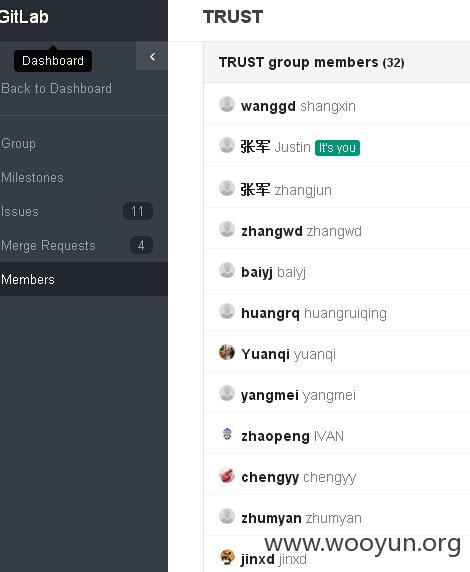 GitLab
TRUST
Dashboard
Back to Dashboard
Group
Milestones
Issues 11
Merge Requests 4
Members
TRUST group members (32)
wanggd shangxin
张军 Justin It's you
张军 zhangjun
zhangwd zhangwd
baiyj baiyj
huangrq huangruiqing
Yuanqi yuanqi
yangmei yangmei
zhaopeng IVAN
chengyy chengyy
zhumyan zhumyan
www.wooyun.org
jinxd jinxd